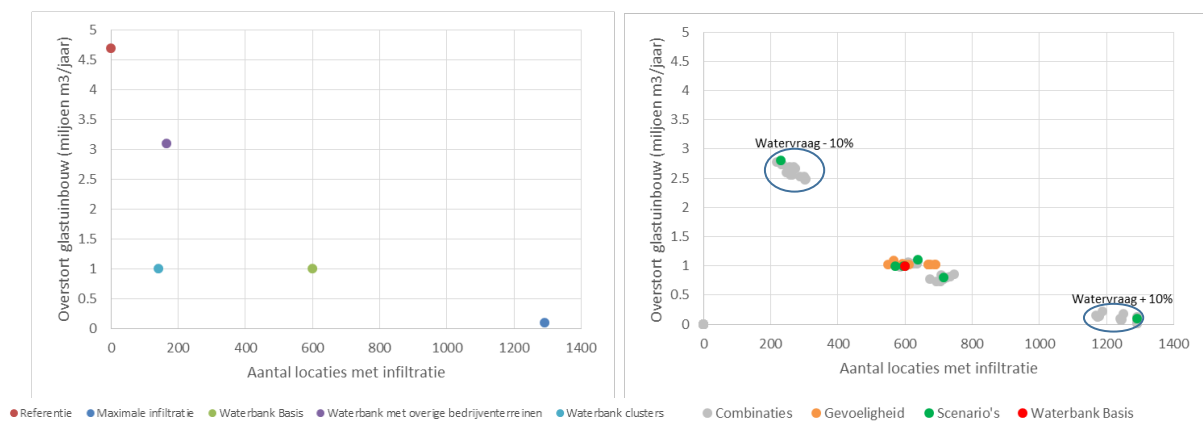 Overstort glastuinbouw (miljoen m3/jaar)
5
4.5
4
3.5
3
2.5
2
1.5
1
0.5
0
0 200 400 600 800 1000 1200 1400
Aantal locaties met infiltratie
Referentie Maximale infiltratie Waterbank Basis Waterbank met overige bedrijventerreinen Waterbank clusters
Overstort glastuinbouw (miljoen m3/jaar)
5
4.5
4
3.5
3
2.5
2
1.5
1
0.5
0
Watervraag - 10%
Watervraag + 10%
0 200 400 600 800 1000 1200 1400
Aantal locaties met infiltratie
Combinaties Gevoeligheid Scenario's Waterbank Basis